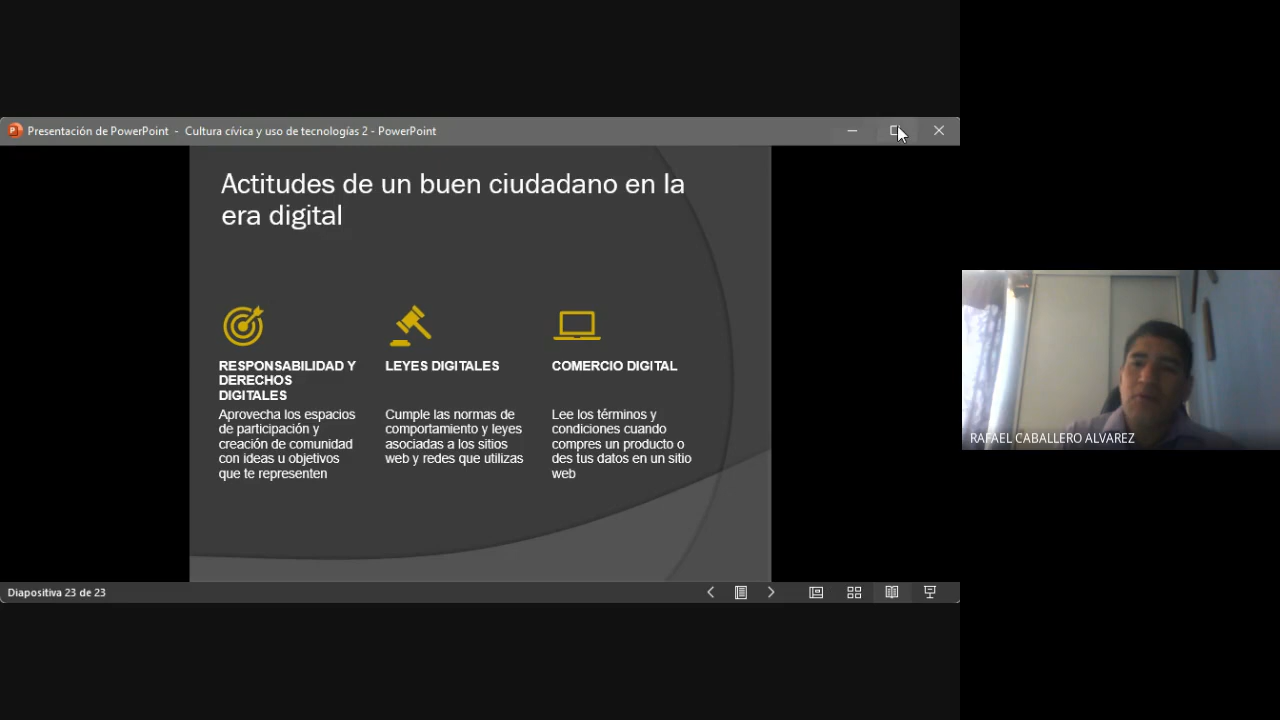 Presentación de PowerPoint - Cultura cívica y uso de tecnologías 2 - PowerPoint
Actitudes de un buen ciudadano en la
era digital
RESPONSABILIDAD Y
DERECHOS
DIGITALES
Aprovecha los espacios
de participación y
creación de comunidad
con ideas u objetivos
que te representen
LEYES DIGITALES
Cumple las normas de
comportamiento y leyes
asociadas a los sitios
web y redes que utilizas
COMERCIO DIGITAL
Lee los términos y
condiciones cuando
compres un producto o
des tus datos en un sitio
web
RAFAEL CABALLERO ALVAREZ
Diapositiva 23 de 23